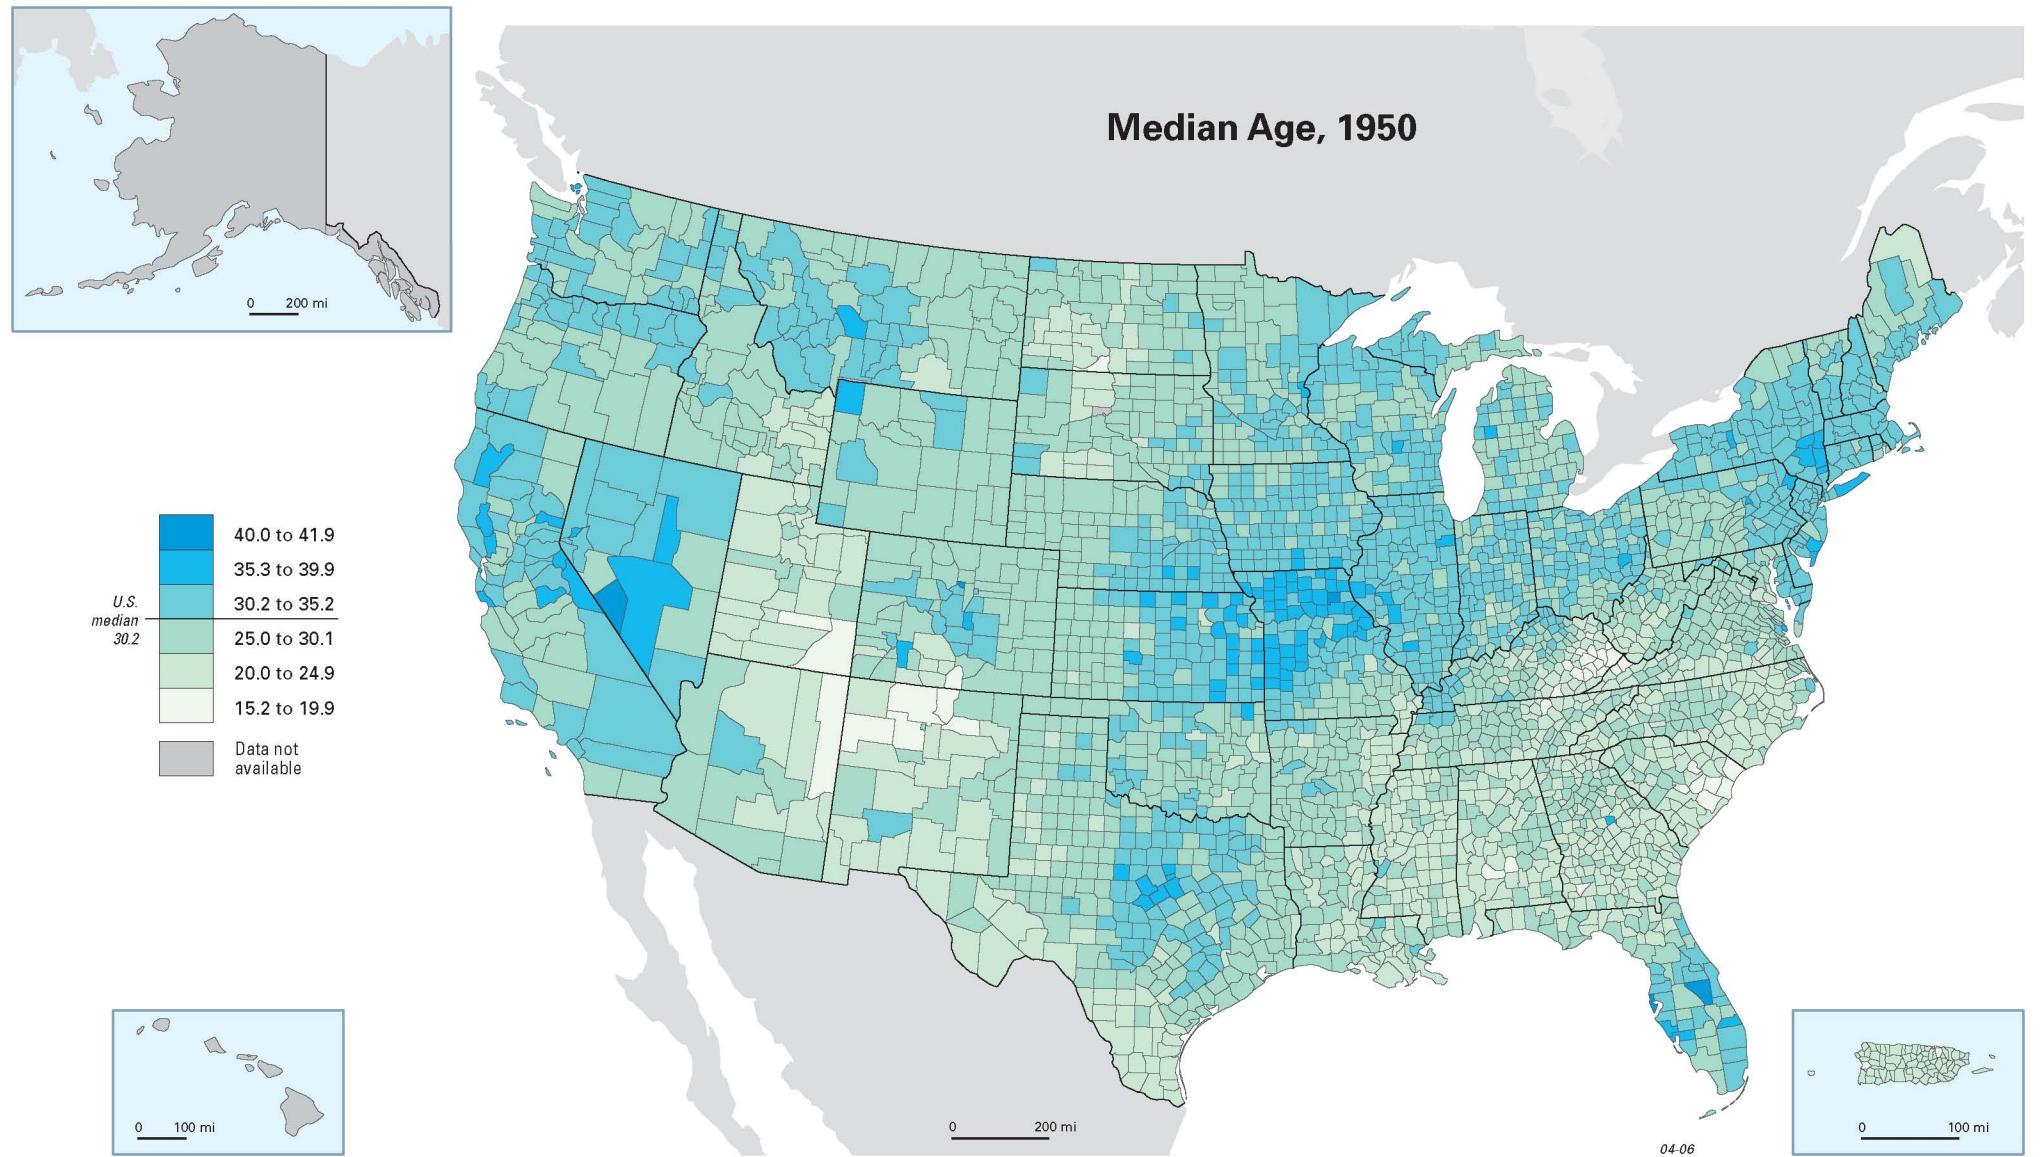 Median Age, 1950
0 200 mi
40.0 to 41.9
35.3 to 39.9
30.2 to 35.2
U.S.
median
30.2
25.0 to 30.1
20.0 to 24.9
15.2 to 19.9
Data not
available
0 100 mi
0 200 mi
0 100 mi
04-06